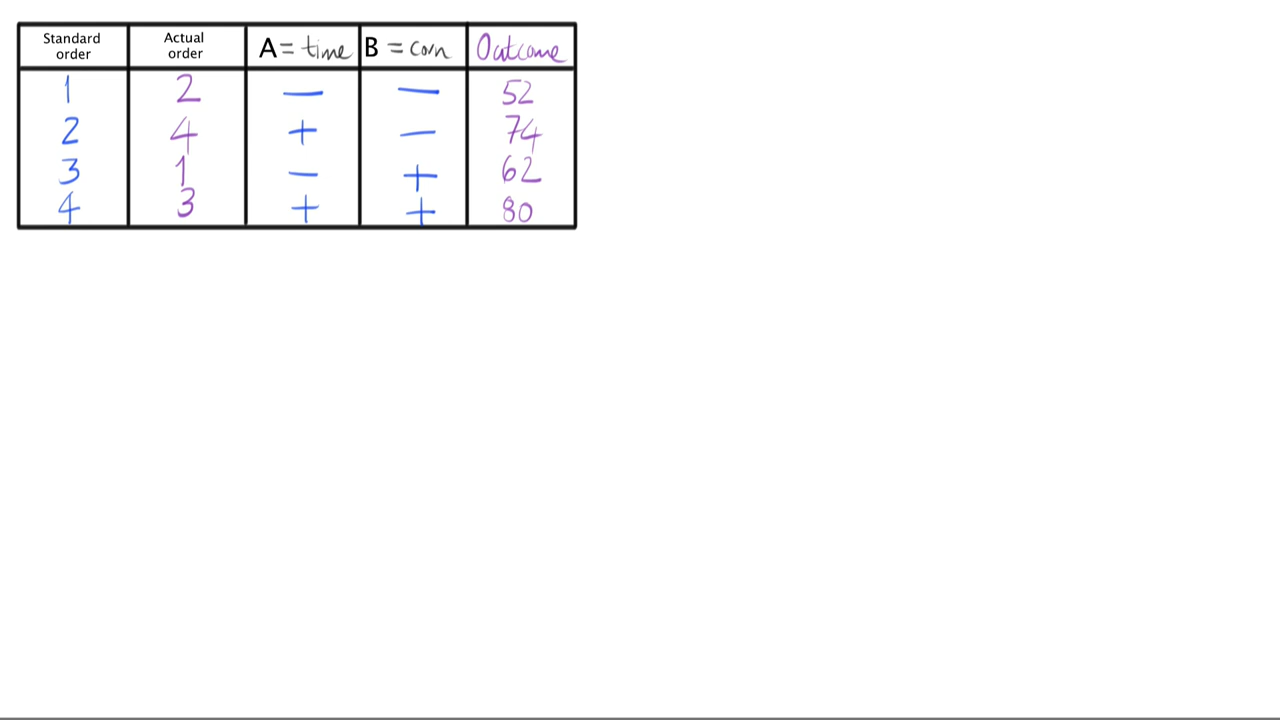 Standard order Actual order A = time B = corn Outcome
1 2 — — 52
2 4 + — 74
3 1 — + 62
4 3 + + 80